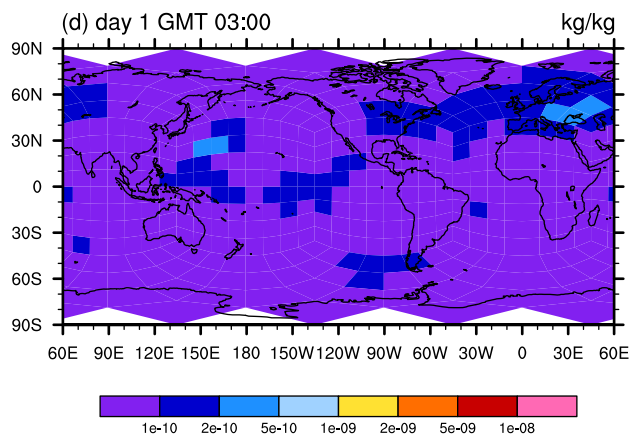 (d) day 1 GMT 03:00 kg/kg
90N
60N
30N
0
30S
60S
90S
60E 90E 120E 150E 180 150W 120W 90W 60W 30W 0 30E 60E
1e-10 2e-10 5e-10 1e-09 2e-09 5e-09 1e-08